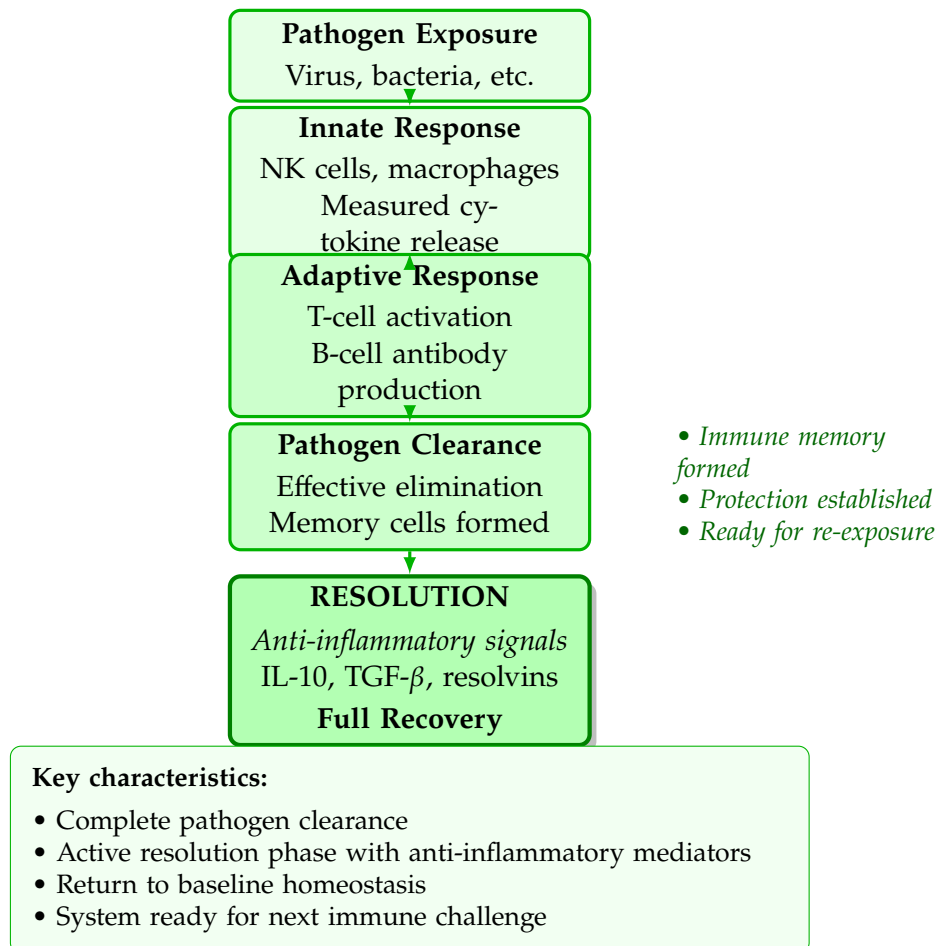 Pathogen Exposure
Virus, bacteria, etc.
Innate Response
NK cells, macrophages
Measured cy-
tokine release
Adaptive Response
T-cell activation
B-cell antibody
production
Pathogen Clearance
Effective elimination
Memory cells formed
• Immune memory
formed
• Protection established
• Ready for re-exposure
RESOLUTION
Anti-inflammatory signals
IL-10, TGF-β, resolvins
Full Recovery
Key characteristics:
• Complete pathogen clearance
• Active resolution phase with anti-inflammatory mediators
• Return to baseline homeostasis
• System ready for next immune challenge